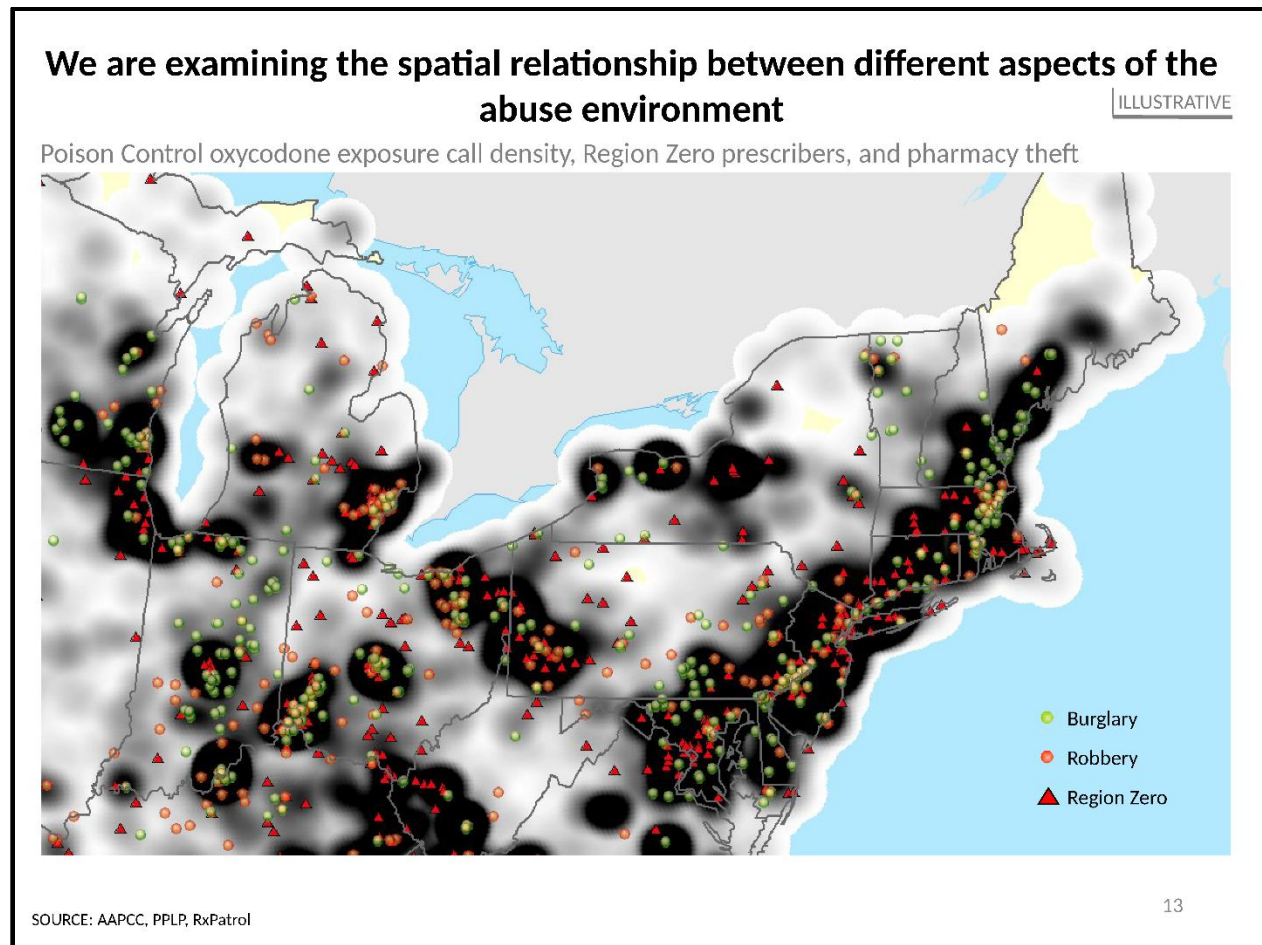 We are examining the spatial relationship between different aspects of the
abuse environment
ILLUSTRATIVE
Poison Control oxycodone exposure call density, Region Zero prescribers, and pharmacy theft
Burglary
Robbery
Region Zero
13
SOURCE: AAPCC, PPLP, RxPatrol